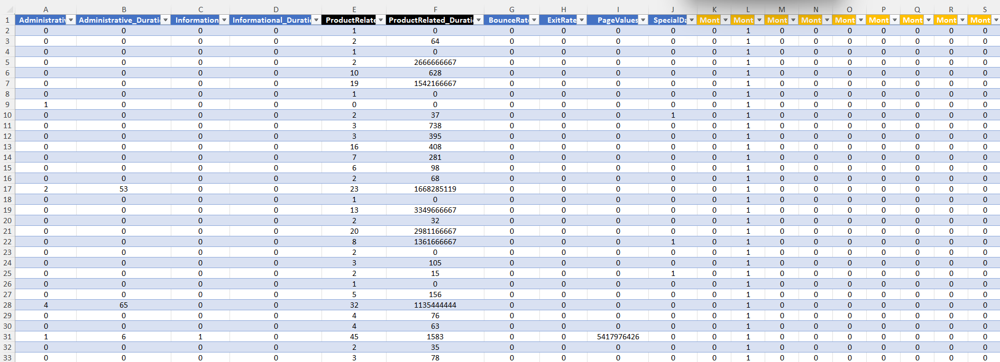 A B C D E F G H I J K L M N O P Q R S
1 Administrativ Administrative_Durati Information Informational_Durati ProductRelate ProductRelated_Durati BounceRat ExitRate PageValues SpecialDa Mont Mont Mont Mont Mont Mont Mont Mont Mont
2 0 0 0 0 1 0 0 0 0 0 0 1 0 0 0 0 0 0 0
3 0 0 0 0 2 64 0 0 0 0 0 1 0 0 0 0 0 0 0
4 0 0 0 0 1 0 0 0 0 0 0 1 0 0 0 0 0 0 0
5 0 0 0 0 2 2666666667 0 0 0 0 0 1 0 0 0 0 0 0 0
6 0 0 0 0 10 628 0 0 0 0 0 1 0 0 0 0 0 0 0
7 0 0 0 0 19 1542166667 0 0 0 0 0 1 0 0 0 0 0 0 0
8 0 0 0 0 1 0 0 0 0 0 0 1 0 0 0 0 0 0 0
9 1 0 0 0 0 0 0 0 0 0 0 1 0 0 0 0 0 0 0
10 0 0 0 0 2 37 0 0 0 1 0 1 0 0 0 0 0 0 0
11 0 0 0 0 3 738 0 0 0 0 0 1 0 0 0 0 0 0 0
12 0 0 0 0 3 395 0 0 0 0 0 1 0 0 0 0 0 0 0
13 0 0 0 0 16 408 0 0 0 0 0 1 0 0 0 0 0 0 0
14 0 0 0 0 7 281 0 0 0 0 0 1 0 0 0 0 0 0 0
15 0 0 0 0 6 98 0 0 0 0 0 1 0 0 0 0 0 0 0
16 0 0 0 0 2 68 0 0 0 0 0 1 0 0 0 0 0 0 0
17 2 53 0 0 23 1668285119 0 0 0 0 0 1 0 0 0 0 0 0 0
18 0 0 0 0 1 0 0 0 0 0 0 1 0 0 0 0 0 0 0
19 0 0 0 0 13 3349666667 0 0 0 0 0 1 0 0 0 0 0 0 0
20 0 0 0 0 2 32 0 0 0 0 0 1 0 0 0 0 0 0 0
21 0 0 0 0 20 2981166667 0 0 0 0 0 1 0 0 0 0 0 0 0
22 0 0 0 0 8 1361666667 0 0 0 1 0 1 0 0 0 0 0 0 0
23 0 0 0 0 2 0 0 0 0 0 0 1 0 0 0 0 0 0 0
24 0 0 0 0 3 105 0 0 0 0 0 1 0 0 0 0 0 0 0
25 0 0 0 0 2 15 0 0 0 1 0 1 0 0 0 0 0 0 0
26 0 0 0 0 1 0 0 0 0 0 0 1 0 0 0 0 0 0 0
27 0 0 0 0 5 156 0 0 0 0 0 1 0 0 0 0 0 0 0
28 4 65 0 0 32 1135444444 0 0 0 0 0 1 0 0 0 0 0 0 0
29 0 0 0 0 4 76 0 0 0 0 0 1 0 0 0 0 0 0 0
30 0 0 0 0 4 63 0 0 0 0 0 1 0 0 0 0 0 0 0
31 1 6 1 0 45 1583 0 0 5417976426 0 0 1 0 0 0 0 0 0 0
32 0 0 0 0 2 35 0 0 0 0 0 1 0 0 0 0 0 0 0
33 0 0 0 0 3 78 0 0 0 0 0 1 0 0 0 0 0 0 0